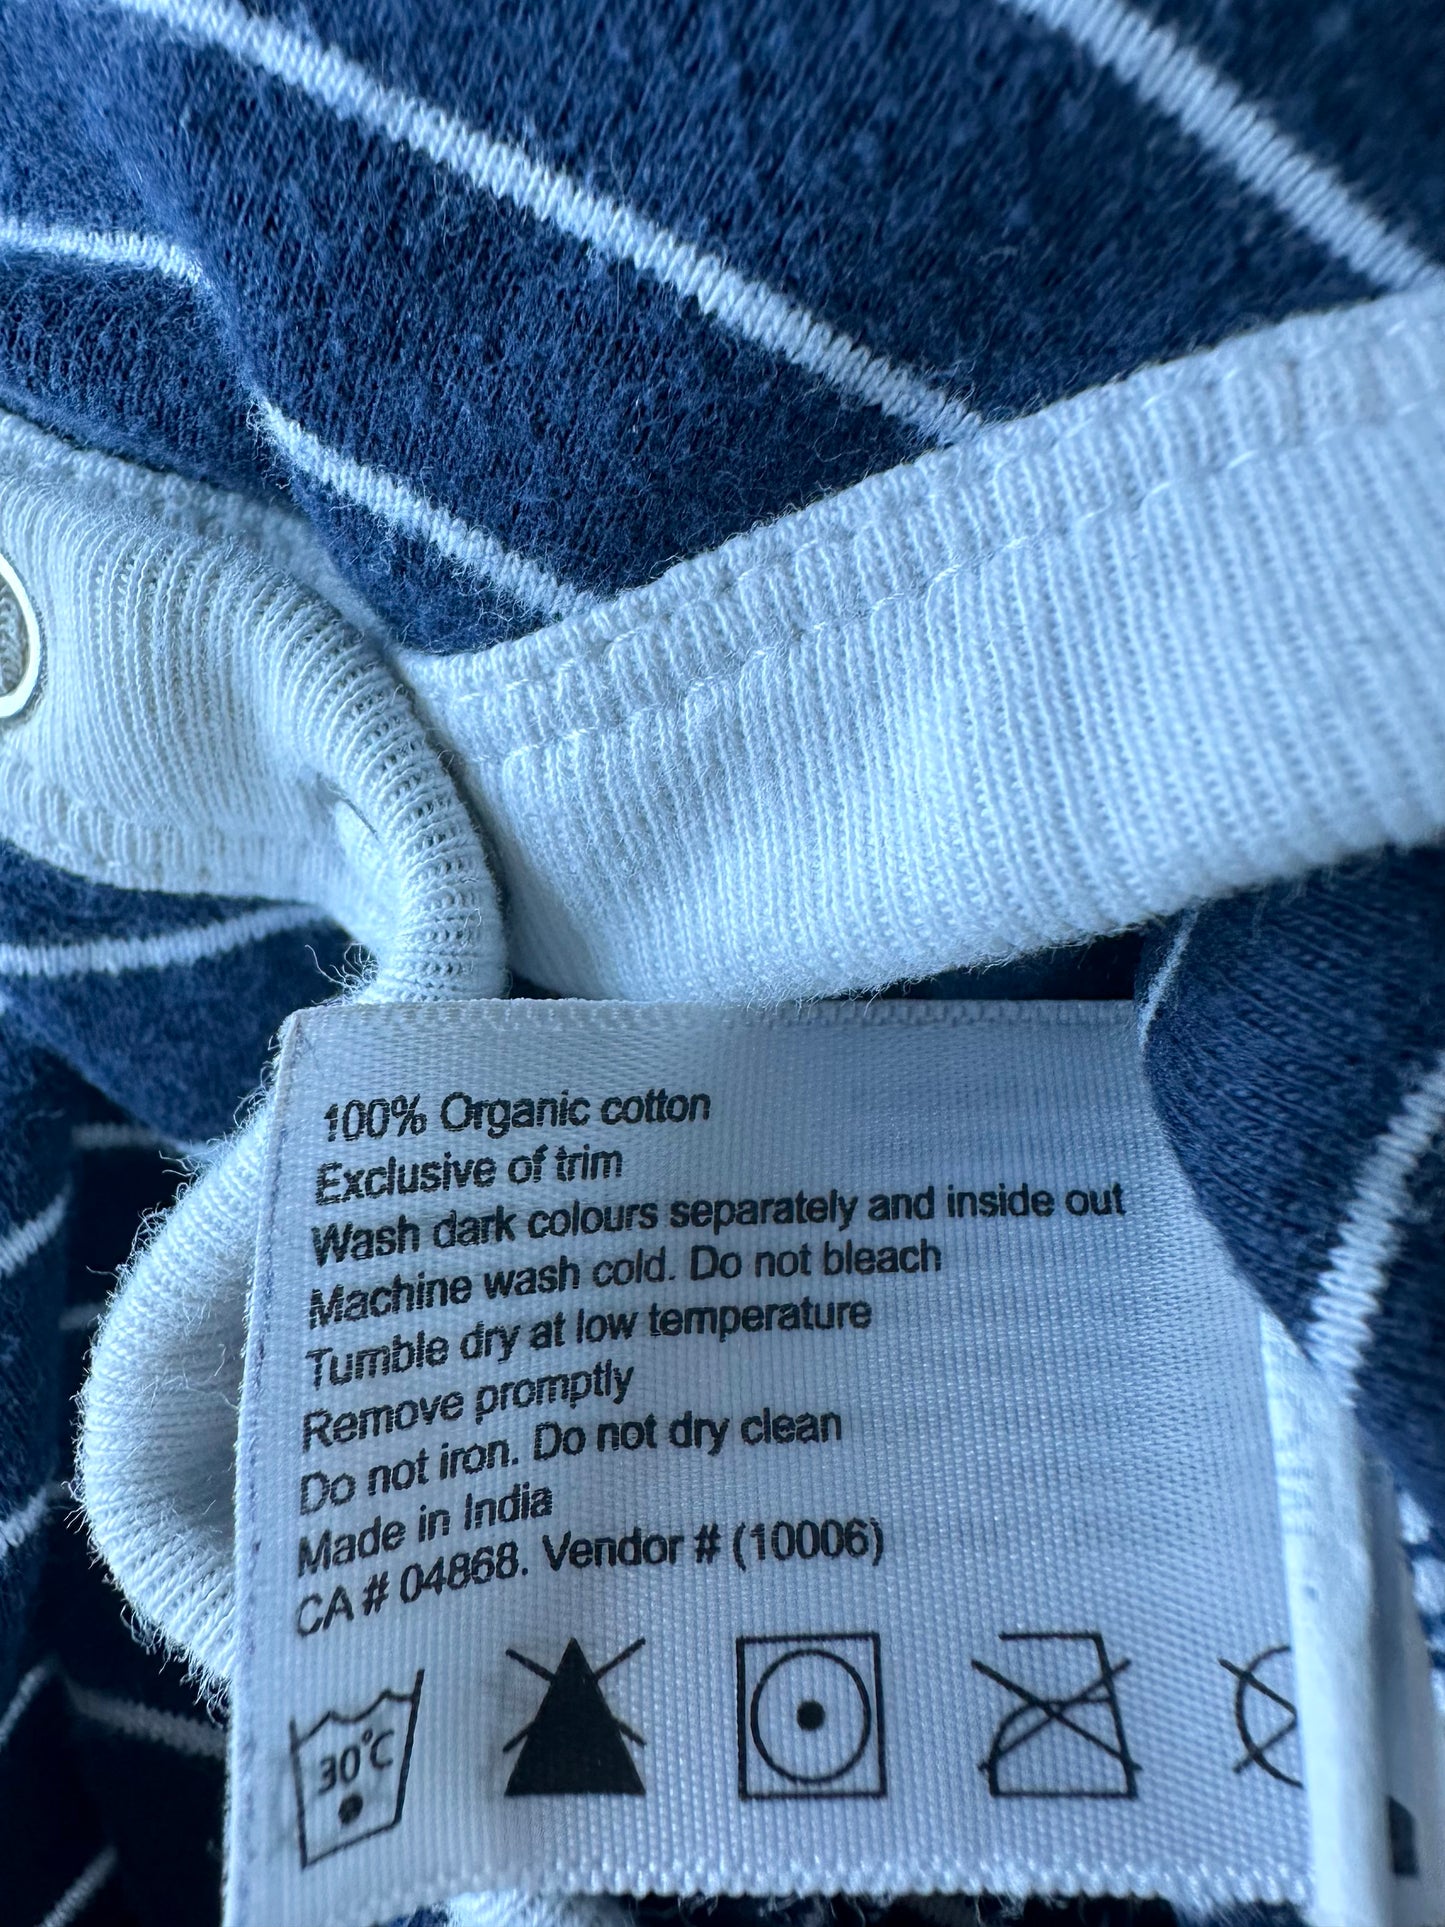 100% Organic cotton
Exclusive of trim
Wash dark colours separately and inside out
Machine wash cold. Do not bleach
Tumble dry at low temperature
Remove promptly
Do not iron. Do not dry clean
Made in India
CA # 04868. Vendor # (10006)
30°C